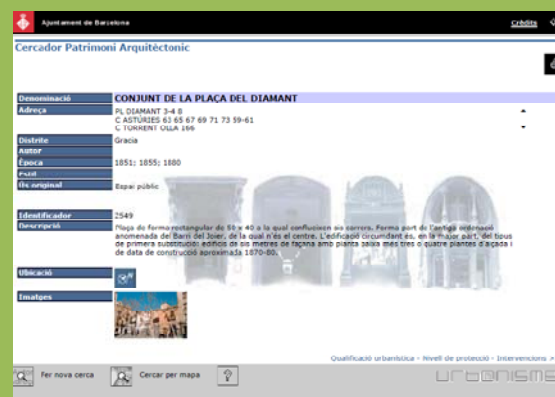 Ajuntament de Barcelona
Crèdits
Cercador Patrimoni Arquitèctonic
Denominació CONJUNT DE LA PLAÇA DEL DIAMANT
Adreça PL DIAMANT 3-4 8
C ASTÚRIES 63 65 67 69 71 73 59-61
C TORRENT OLLA 166
Districte Gracia
Autor
Època 1851; 1855; 1880
Estil
Ús original Espai públic
Identificador 2549
Descripció Plaça de forma rectangular de 50 x 40 a la qual conflueixen sis carrers. Forma part de l'antiga ordenació
anomenada del Barri del Joier, de la qual n'és el centre. L'edificació circumdant és, en la major part, del tipus
de primera substitució: edificis de sis metres de façana amb planta baixa més tres o quatre plantes d'alçada i
de data de construcció aproximada 1870-80.
Ubicació
Imatges
Qualificació urbanística - Nivell de protecció - Intervencions
Fer nova cerca Cercar per mapa ?
URBANISME